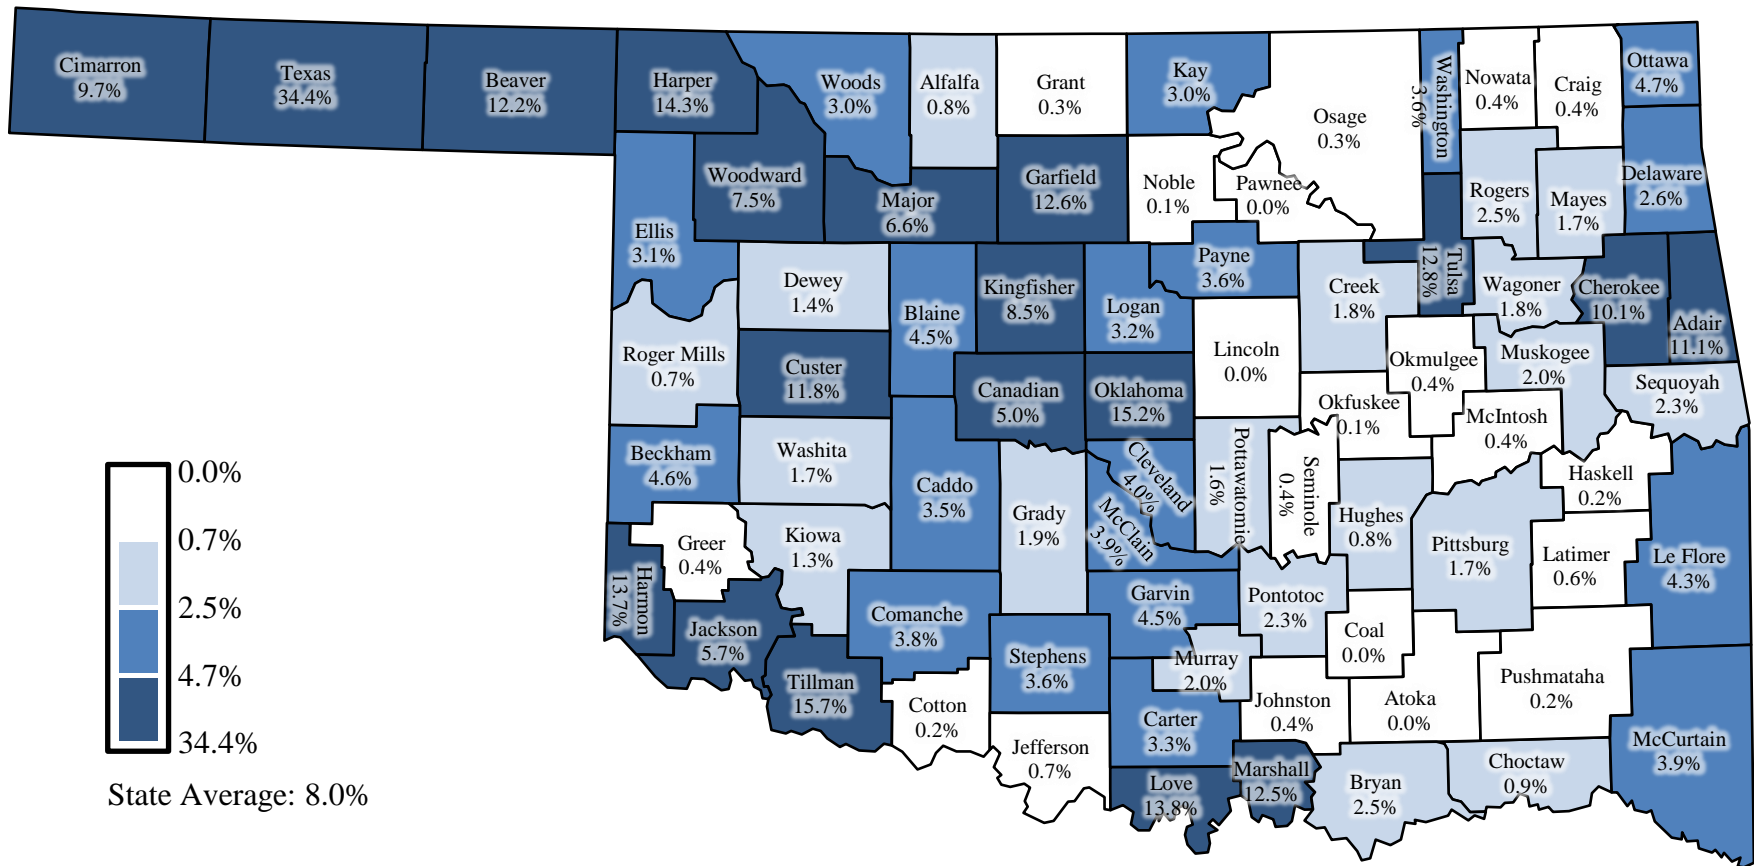 Cimarron
9.7%
Texas
34.4%
Beaver
12.2%
Harper
14.3%
Woods
3.0%
Alfalfa
0.8%
Grant
0.3%
Kay
3.0%
Osage
0.3%
Washington
3.6%
Nowata
0.4%
Craig
0.4%
Ottawa
4.7%
Woodward
7.5%
Major
6.6%
Garfield
12.6%
Noble
0.1%
Pawnee
0.0%
Rogers
2.5%
Mayes
1.7%
Delaware
2.6%
Ellis
3.1%
Dewey
1.4%
Blaine
4.5%
Kingfisher
8.5%
Logan
3.2%
Payne
3.6%
Creek
1.8%
Tulsa
12.8%
Wagoner
1.8%
Cherokee
10.1%
Adair
11.1%
Roger Mills
0.7%
Custer
11.8%
Canadian
5.0%
Oklahoma
15.2%
Lincoln
0.0%
Okmulgee
0.4%
Muskogee
2.0%
Sequoyah
2.3%
Okfuskee
0.1%
McIntosh
0.4%
Beckham
4.6%
Washita
1.7%
Caddo
3.5%
Grady
1.9%
Cleveland
4.0%
McClain
3.9%
Pottawatomie
1.6%
Seminole
0.4%
Hughes
0.8%
Haskell
0.2%
Pittsburg
1.7%
Latimer
0.6%
Le Flore
4.3%
Greer
0.4%
Kiowa
1.3%
Harmon
13.7%
Jackson
5.7%
Comanche
3.8%
Garvin
4.5%
Pontotoc
2.3%
Coal
0.0%
Tillman
15.7%
Stephens
3.6%
Murray
2.0%
Cotton
0.2%
Carter
3.3%
Johnston
0.4%
Atoka
0.0%
Pushmataha
0.2%
McCurtain
3.9%
Jefferson
0.7%
Love
13.8%
Marshall
12.5%
Bryan
2.5%
Choctaw
0.9%
0.0%
0.7%
2.5%
4.7%
34.4%
State Average: 8.0%